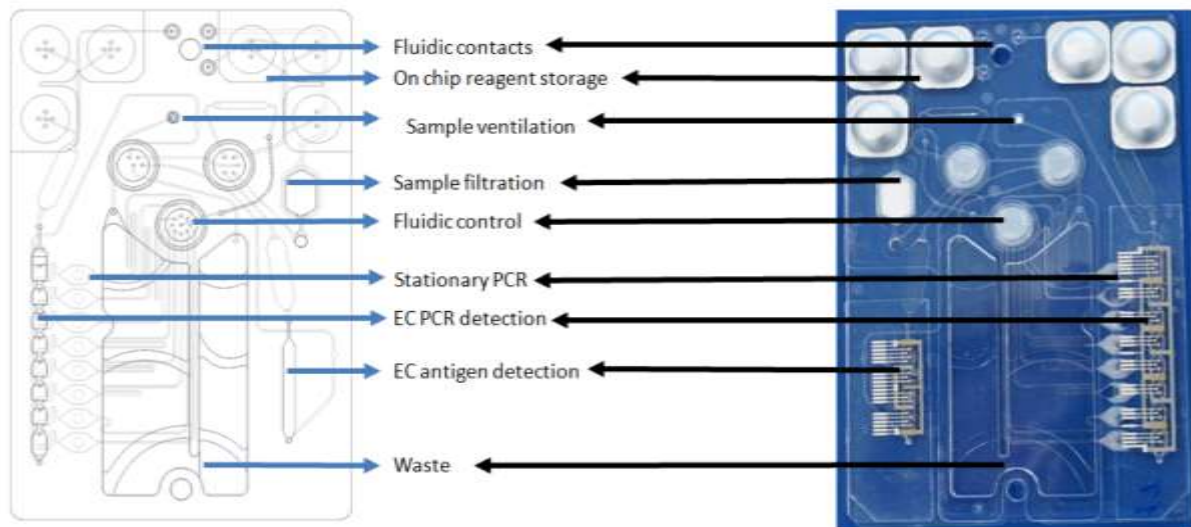 Fluidic contacts
On chip reagent storage
Sample ventilation
Sample filtration
Fluidic control
Stationary PCR
EC PCR detection
EC antigen detection
Waste